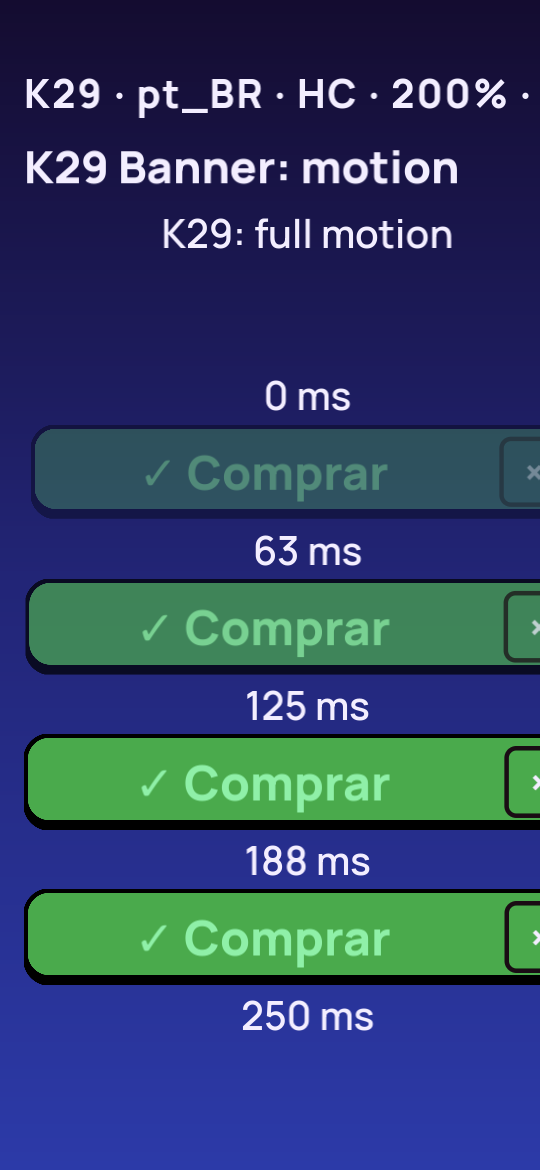 K29 · pt_BR · HC · 200% ·
K29 Banner: motion
K29: full motion
0 ms
✓ Comprar ×
63 ms
✓ Comprar ×
125 ms
✓ Comprar ×
188 ms
✓ Comprar ×
250 ms